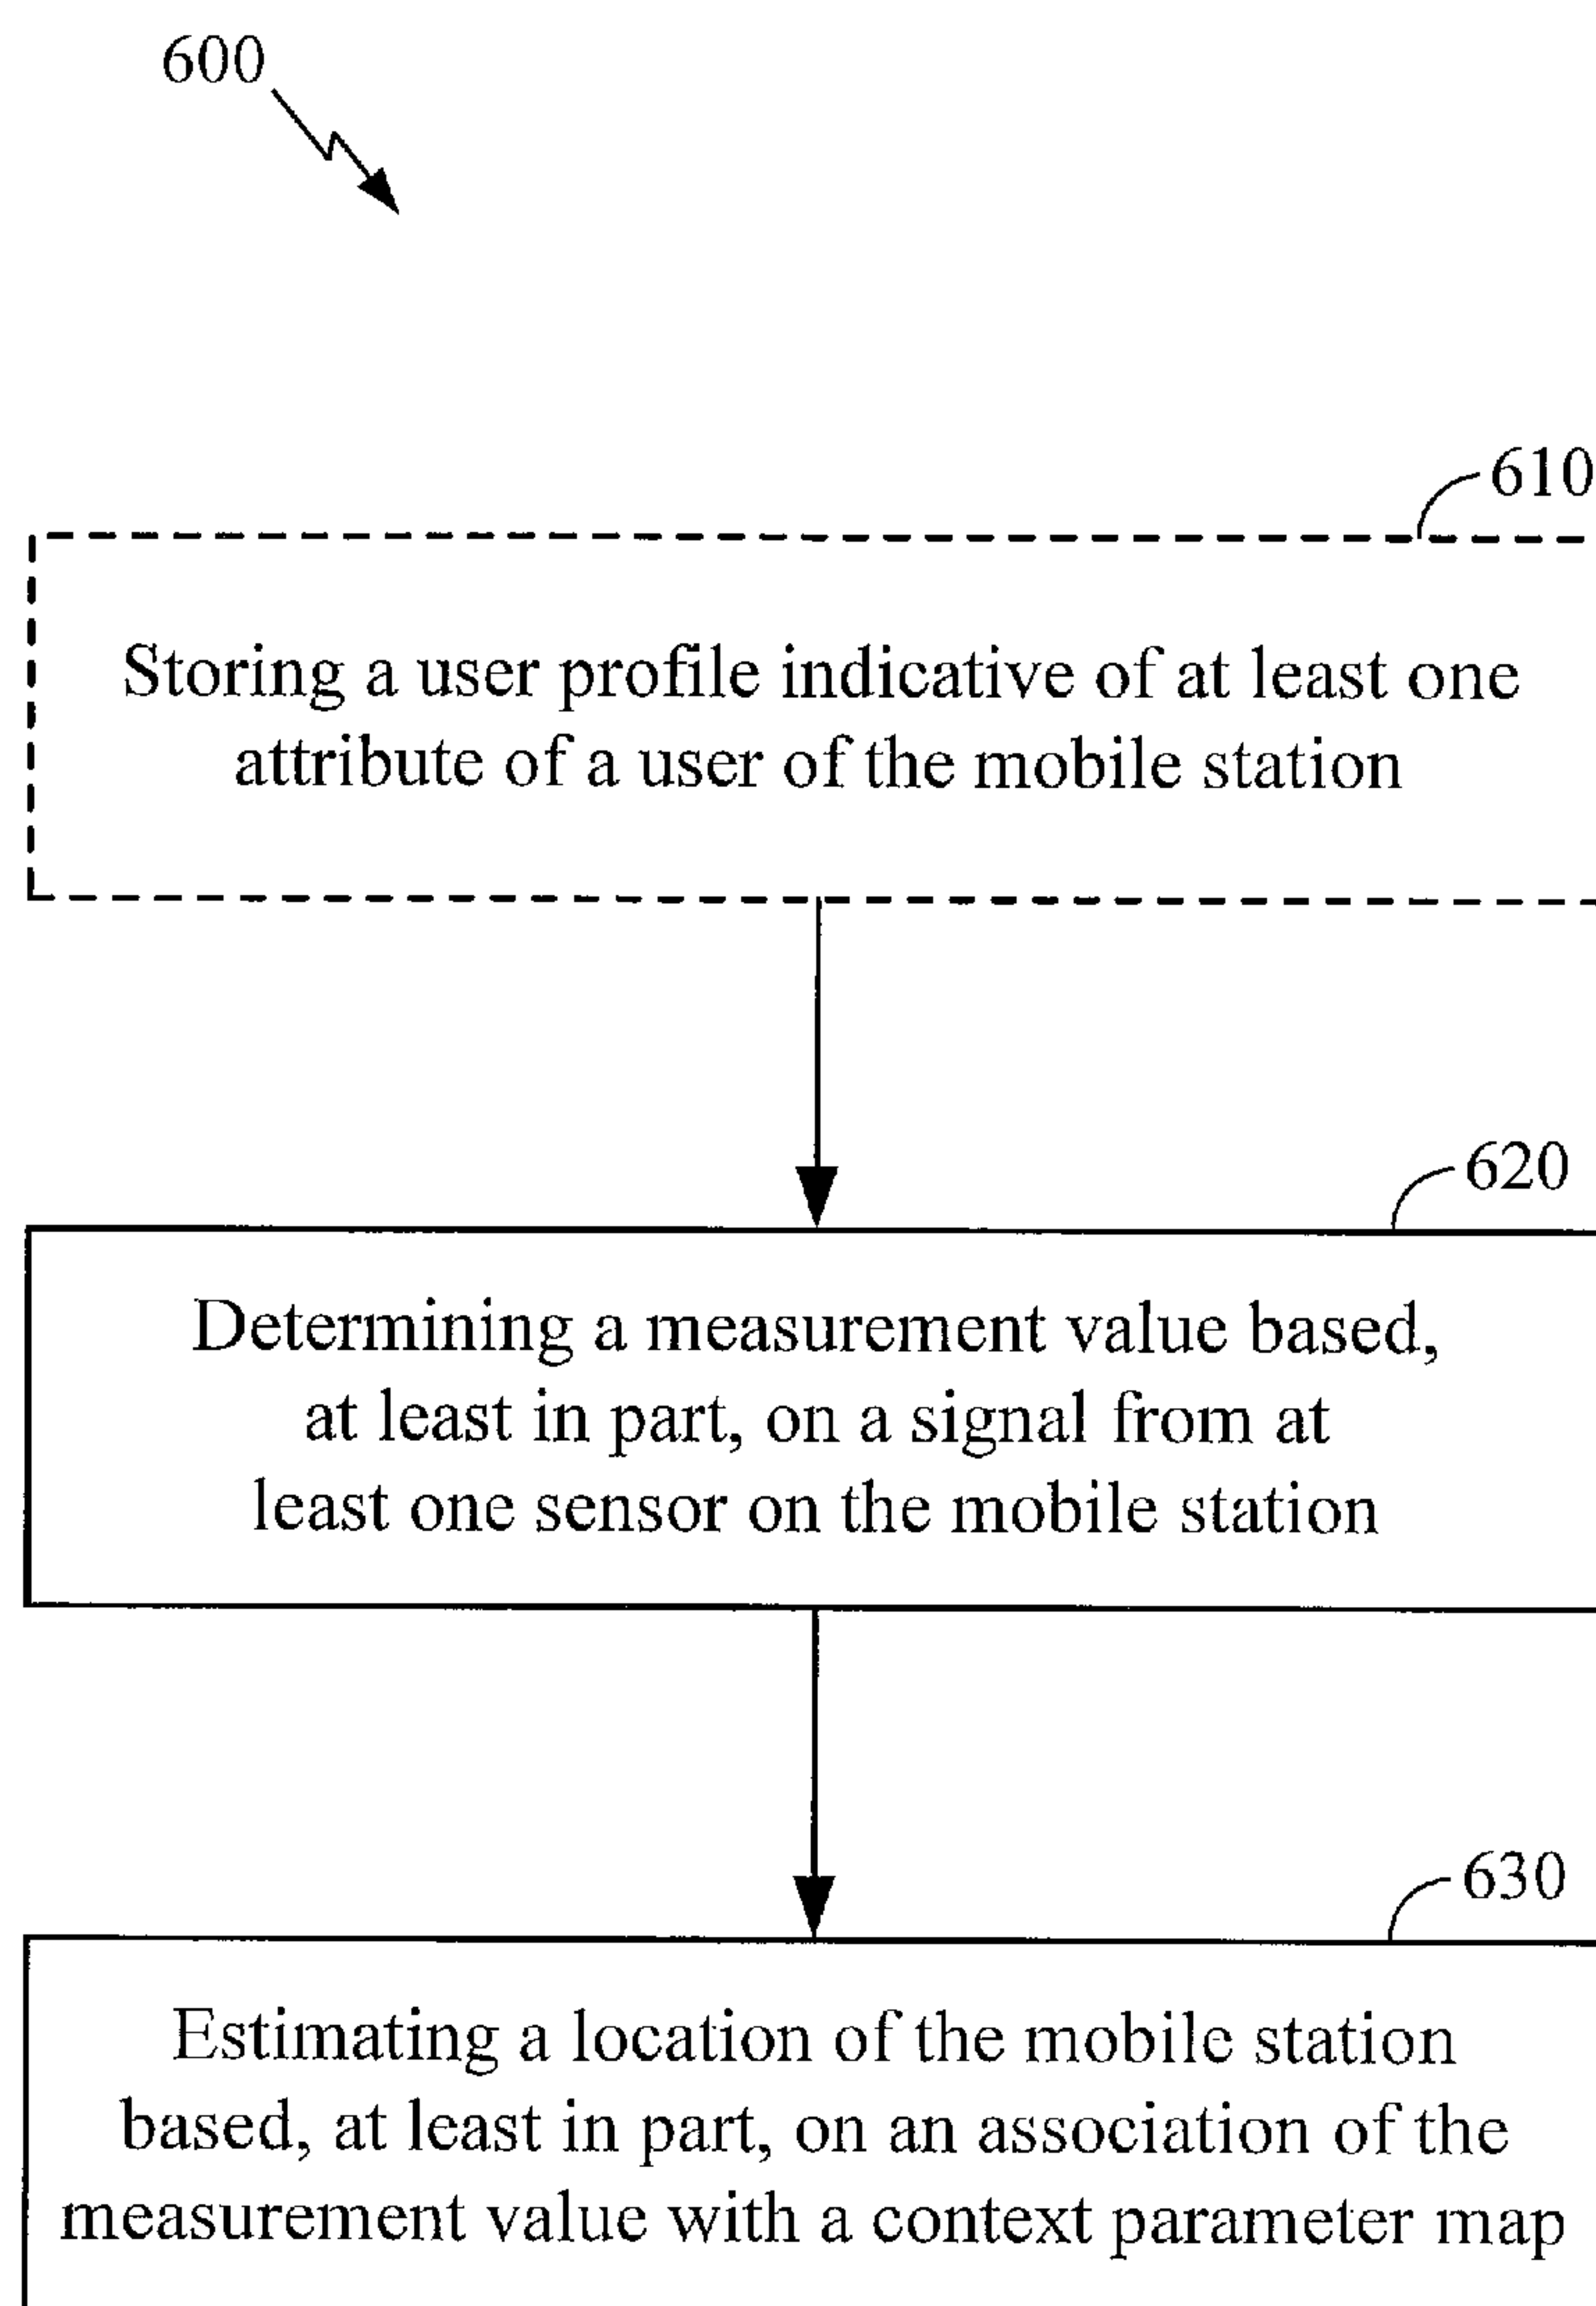 600
610
Storing a user profile indicative of at least one
attribute of a user of the mobile station
620
Determining a measurement value based,
at least in part, on a signal from at
least one sensor on the mobile station
630
Estimating a location of the mobile station
based, at least in part, on an association of the
measurement value with a context parameter map